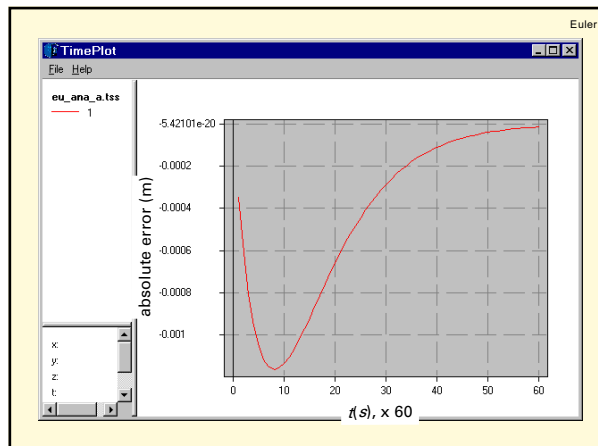 Euler
TimePlot
File Help
eu_ana_a.tss
1
-5.42101e-20
-0.0002
-0.0004
-0.0006
-0.0008
-0.001
absolute error (m)
0 10 20 30 40 50 60
t(s), x 60
x:
y:
z:
t: